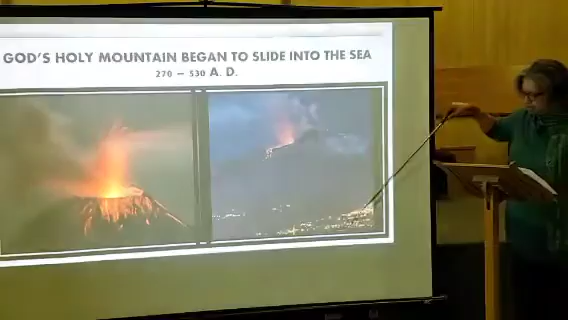 GOD'S HOLY MOUNTAIN BEGAN TO SLIDE INTO THE SEA
270 – 530 A. D.